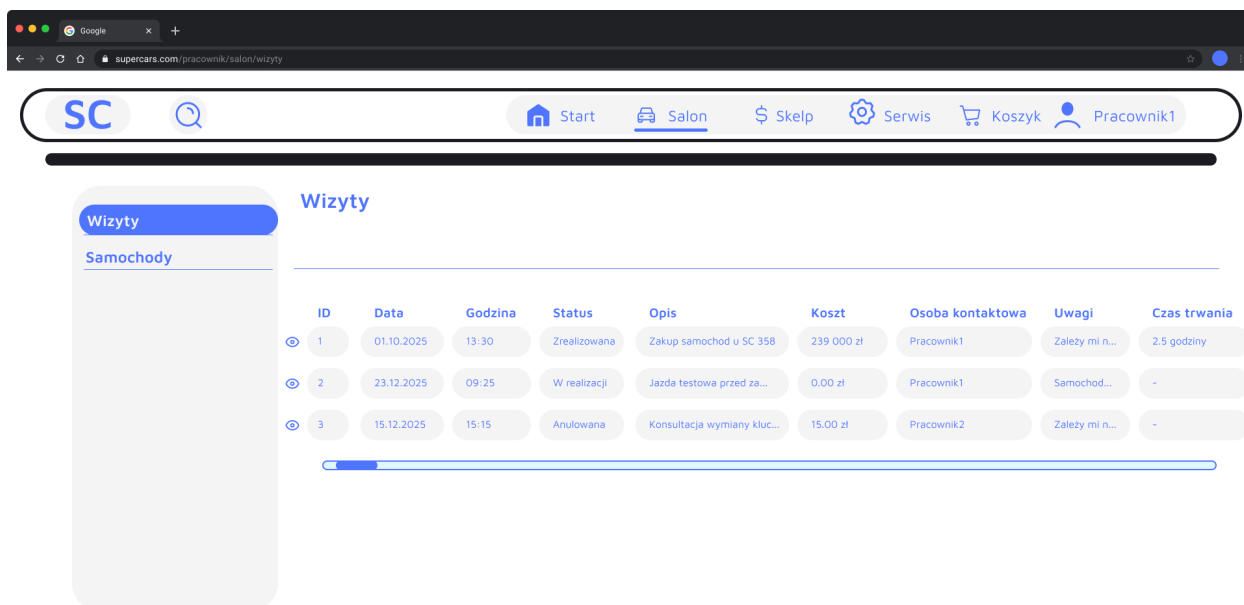 Google
supercars.com/pracownik/salon/wizyty
SC Start Salon $ Skelp Serwis Koszyk Pracownik1
Wizyty
Samochody
Wizyty
ID Data Godzina Status Opis Koszt Osoba kontaktowa Uwagi Czas trwania
1 01.10.2025 13:30 Zrealizowana Zakup samochod u SC 358 239 000 zł Pracownik1 Zależy mi n... 2.5 godziny
2 23.12.2025 09:25 W realizacji Jazda testowa przed za... 0.00 zł Pracownik1 Samochod... -
3 15.12.2025 15:15 Anulowana Konsultacja wymiany kluc... 15.00 zł Pracownik2 Zależy mi n... -